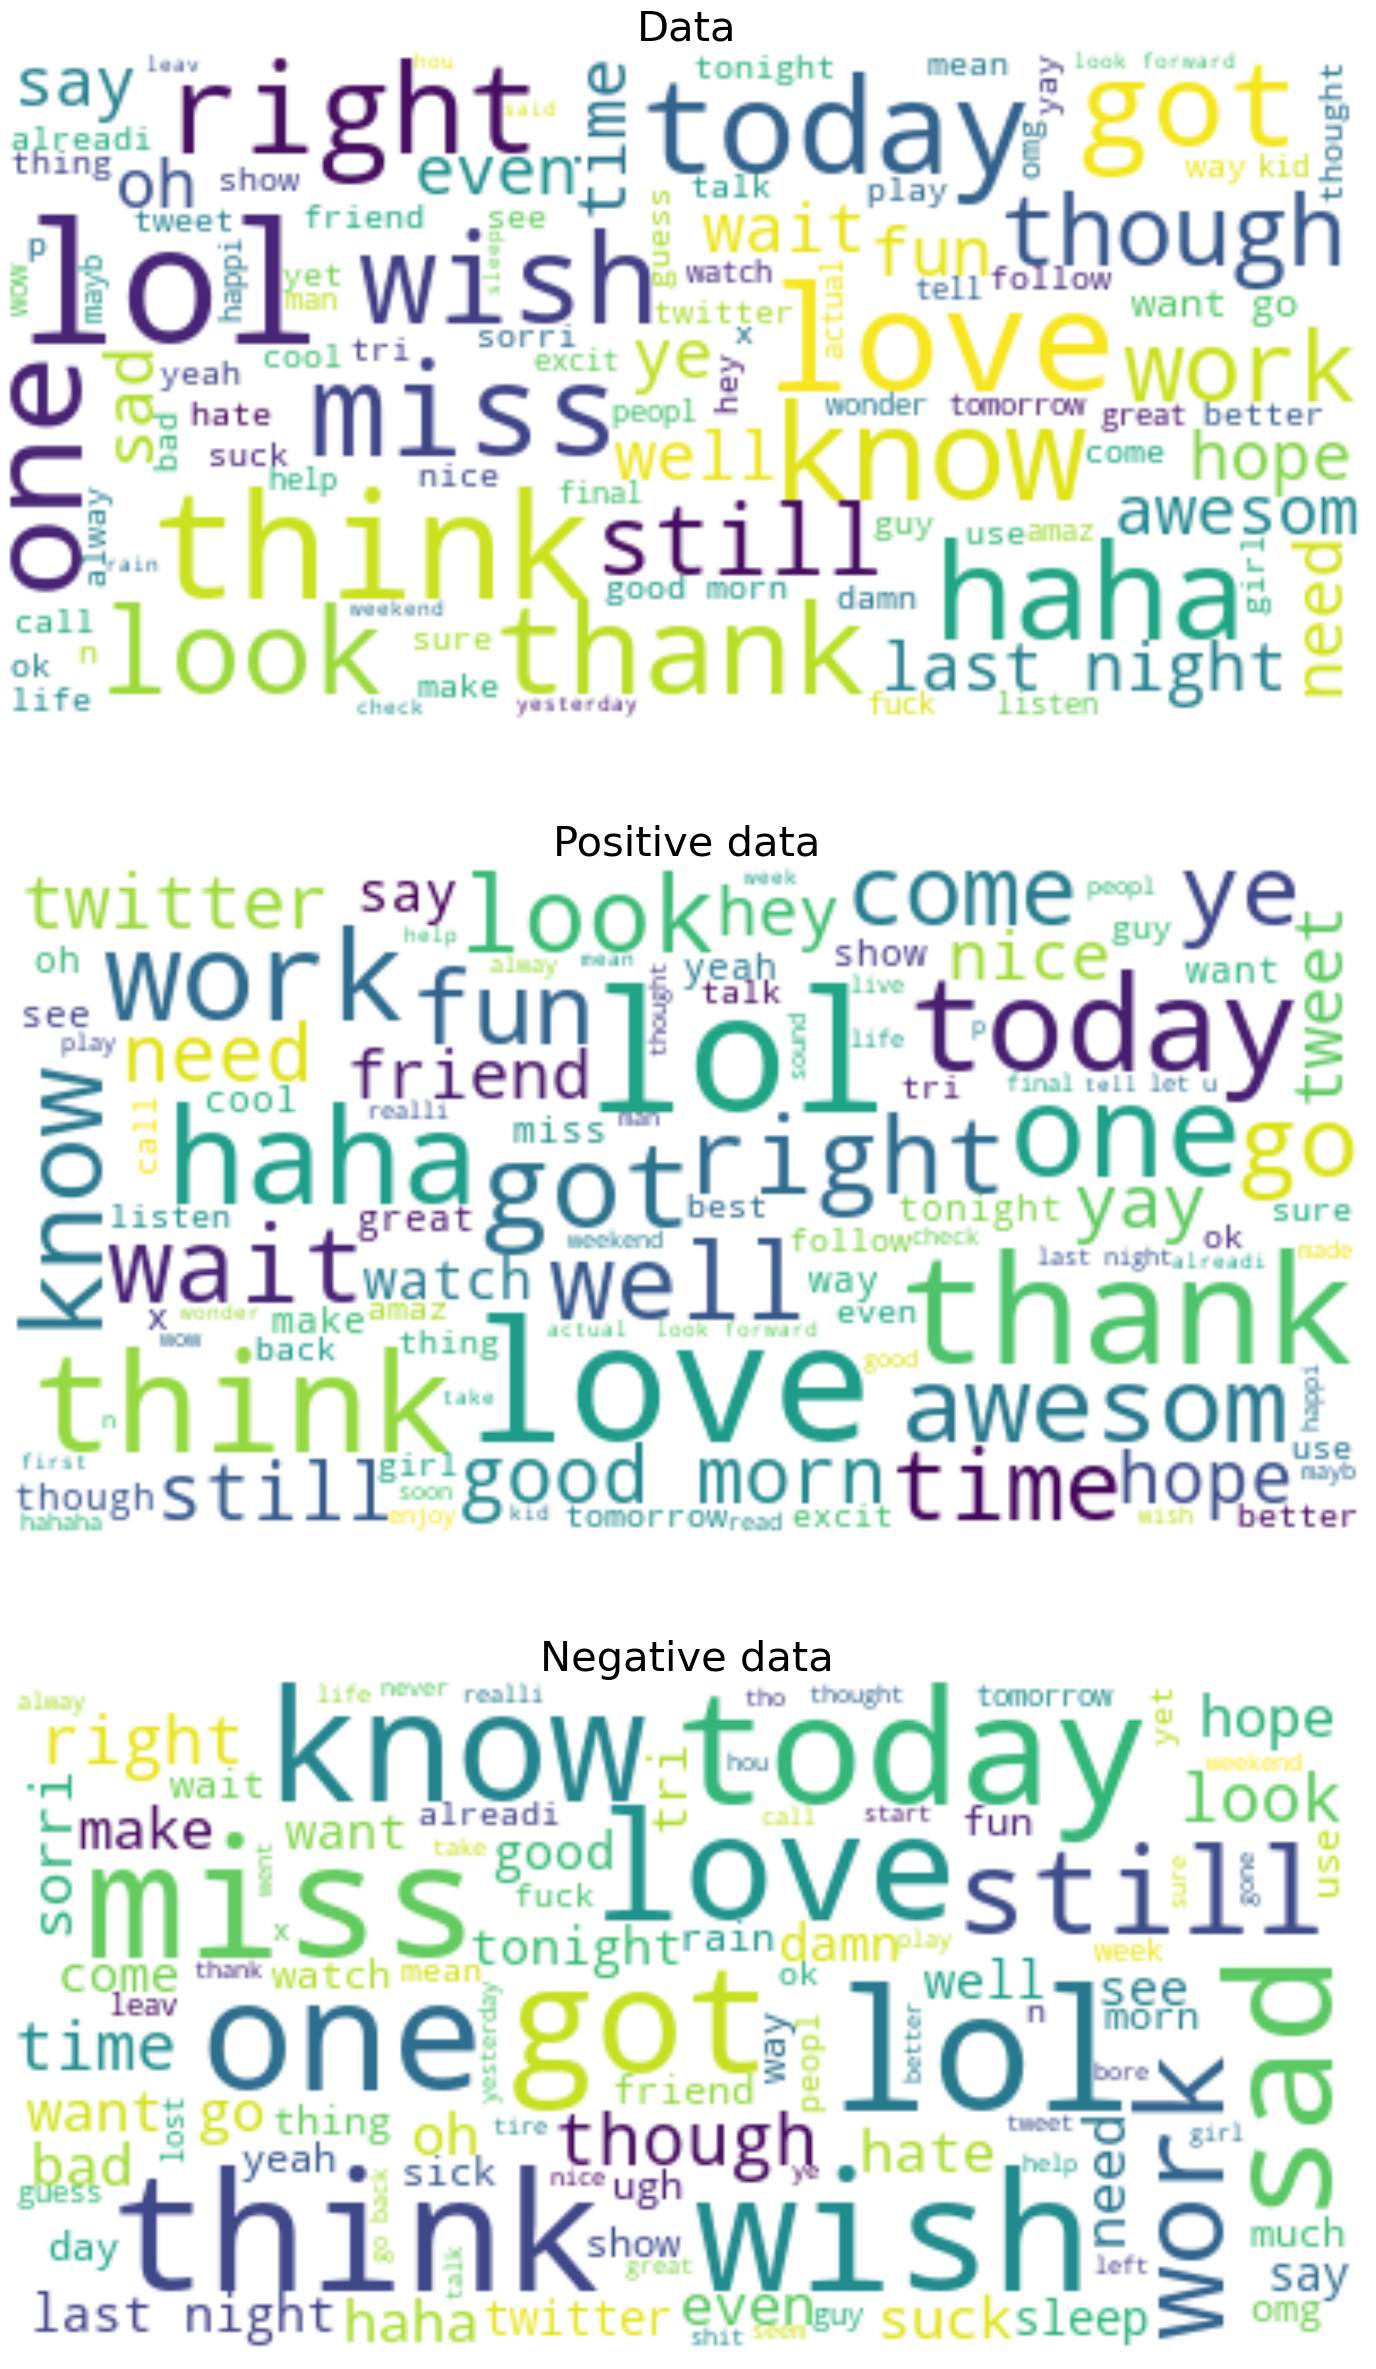 Data
say
leav
right
hou
said
time
tonight
today
mean
yay
look forward
got
thought
alreadi
thing
oh
show
even
omg
way
kid
talk
play
tweet
friend
see
guess
wait
fun
though
p
wow
lol
mayb
happi
yet
man
wish
sleep
watch
tell
follow
twitter
actual
want go
one
sad
cool
tri
sorri
excit
ye
x
love
work
yeah
hate
bad
suck
miss
peopl
hey
wonder
tomorrow
great
better
help
nice
well
know
come
hope
alway
rain
think
final
still
guy
use
amaz
awesom
good morn
damn
haha
girl
need
call
weekend
look
sure
thank
last night
ok
n
make
life
check
yesterday
fuck
listen
Positive data
twitter
say
look
week
hey
come
peopl
ye
help
guy
oh
work
alway
mean
yeah
show
nice
want
tweet
see
fun
thought
talk
live
today
play
need
lol
sound
life
p
friend
tri
final
tell
let u
know
call
cool
realli
man
haha
miss
got
right
one
go
listen
great
best
tonight
yay
sure
wait
weekend
follow
check
ok
last night
alreadi
made
watch
well
way
thank
x
wonder
make
amaz
even
wow
back
thing
love
actual
look forward
good
think
n
take
awesom
happi
first
girl
use
though
still
soon
good morn
time
hope
mayb
hahaha
enjoy
kid
tomorrow
read
excit
wish
better
Negative data
alway
life
never
realli
tho
thought
tomorrow
yet
hope
right
know
today
hou
weekend
wait
tri
look
sorri
make
want
alreadi
call
start
fun
take
good
love
still
sure
gone
use
miss
went
fuck
x
tonight
rain
damn
play
week
come
thank
watch
mean
ok
well
see
sad
leav
n
morn
time
one
yesterday
got
way
peopl
lol
better
bore
friend
work
want
go
thing
lost
oh
tire
though
tweet
need
girl
bad
yeah
sick
nice
ugh
ye
hate
help
guess
think
go back
wish
day
show
much
talk
great
left
say
last night
haha
twitter
even
guy
suck
sleep
omg
shit
seem